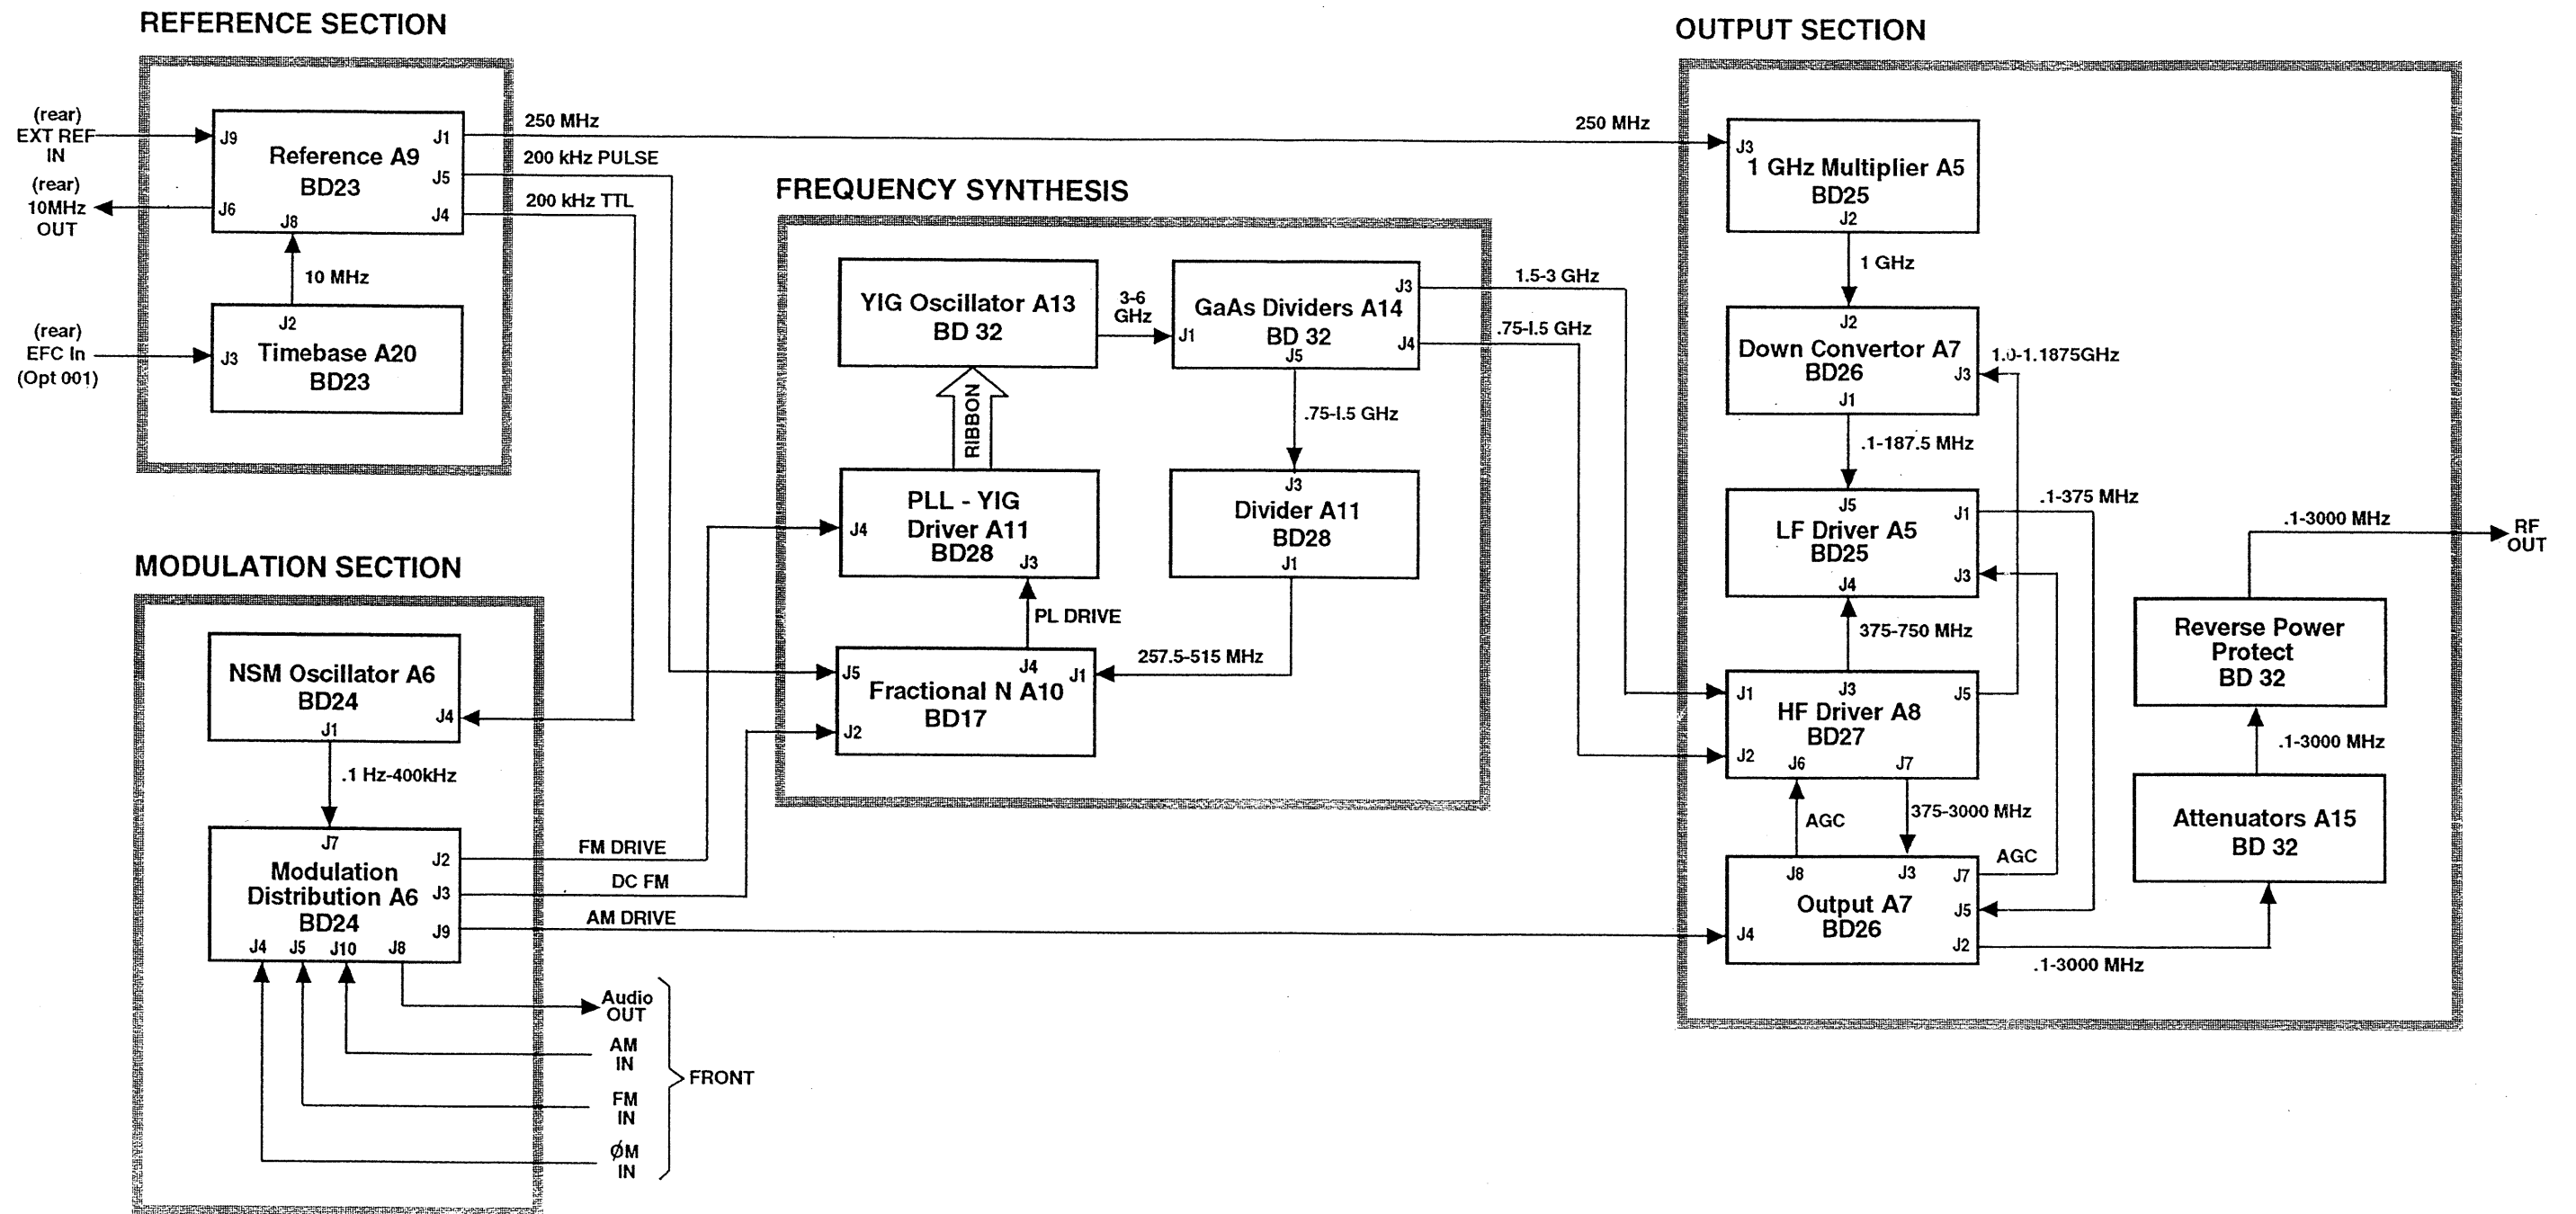 REFERENCE SECTION
(rear)
EXT REF
IN
(rear)
10MHz
OUT
J9
J1
Reference A9
BD23
J5
J6
J4
J8
10 MHz
J2
Timebase A20
BD23
J3
(rear)
EFC In
(Opt 001)
250 MHz
200 kHz PULSE
200 kHz TTL
250 MHz
MODULATION SECTION
NSM Oscillator A6
BD24
J4
J1
.1 Hz-400kHz
J7
Modulation
Distribution A6
BD24
J2
J3
J9
J4
J5
J10
J8
FM DRIVE
DC FM
AM DRIVE
Audio
OUT
AM
IN
FM
IN
ØM
IN
FRONT
FREQUENCY SYNTHESIS
YIG Oscillator A13
BD 32
3-6
GHz
J1
GaAs Dividers A14
BD 32
J3
J4
J5
RIBBON
.75-I.5 GHz
PLL - YIG
Driver A11
BD28
J4
J3
J3
Divider A11
BD28
J1
PL DRIVE
257.5-515 MHz
J5
J4
J1
Fractional N A10
BD17
J2
1.5-3 GHz
.75-I.5 GHz
OUTPUT SECTION
J3
1 GHz Multiplier A5
BD25
J2
1 GHz
J2
Down Convertor A7
BD26
J3
J1
1.0-1.1875GHz
.1-187.5 MHz
J5
J1
LF Driver A5
BD25
J3
J4
.1-375 MHz
375-750 MHz
J1
J3
J5
HF Driver A8
BD27
J2
J6
J7
AGC
375-3000 MHz
AGC
J8
J3
J7
Output A7
BD26
J5
J4
J2
.1-3000 MHz
Attenuators A15
BD 32
.1-3000 MHz
Reverse Power
Protect
BD 32
.1-3000 MHz
RF
OUT